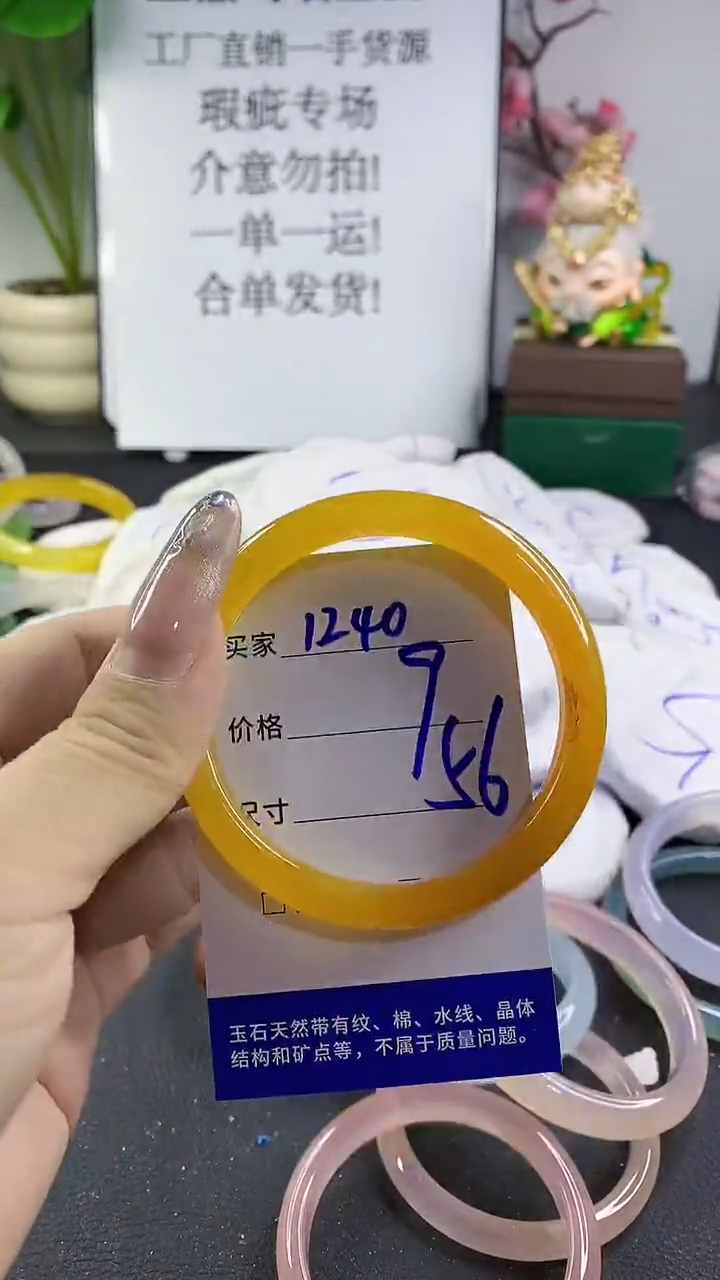 工厂直销一手货源
瑕疵专场
介意勿拍!
一单一运!
合单发货!
买家 1240
价格 9
尺寸 56
玉石天然带有纹、棉、水线、晶体
结构和矿点等，不属于质量问题。